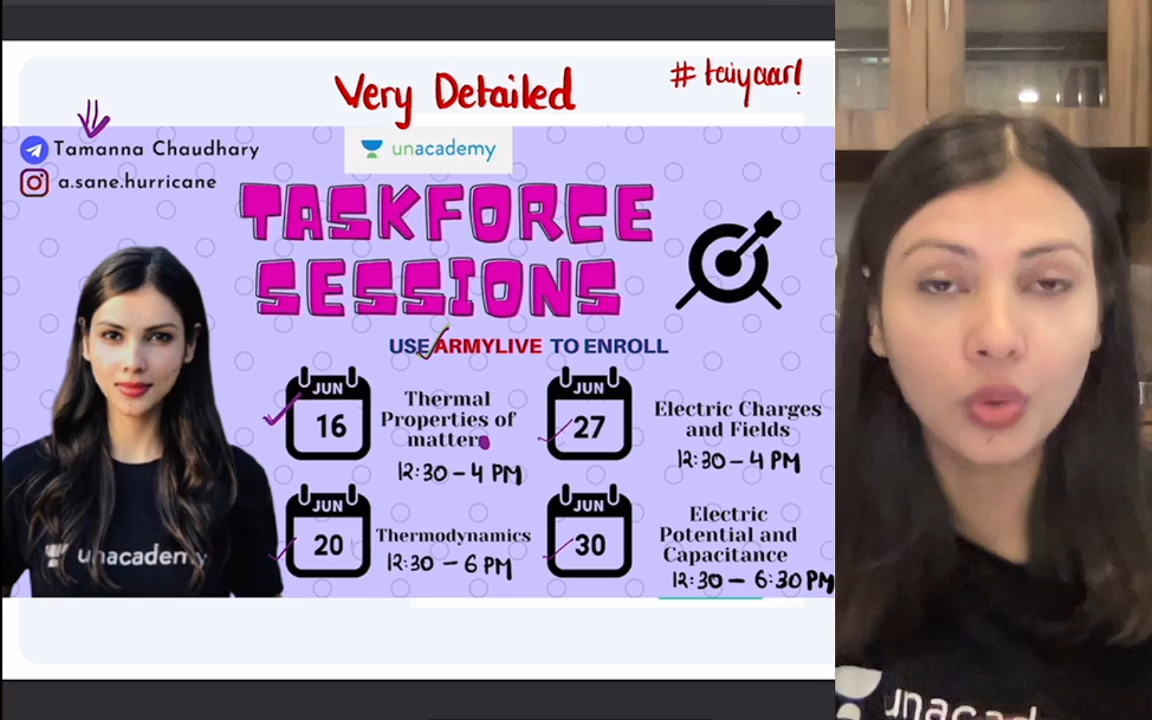 Very Detailed
#taiyaar!
Tamanna Chaudhary
a.sane.hurricane
unacademy
TASKFORCE
SESSIONS
USE ARMYLIVE TO ENROLL
JUN
16
Thermal
Properties of
matter
12:30 - 4 PM
JUN
27
Electric Charges
and Fields
12:30 - 4 PM
JUN
20
Thermodynamics
12:30 - 6 PM
JUN
30
Electric
Potential and
Capacitance
12:30 - 6:30 PM
unacademy